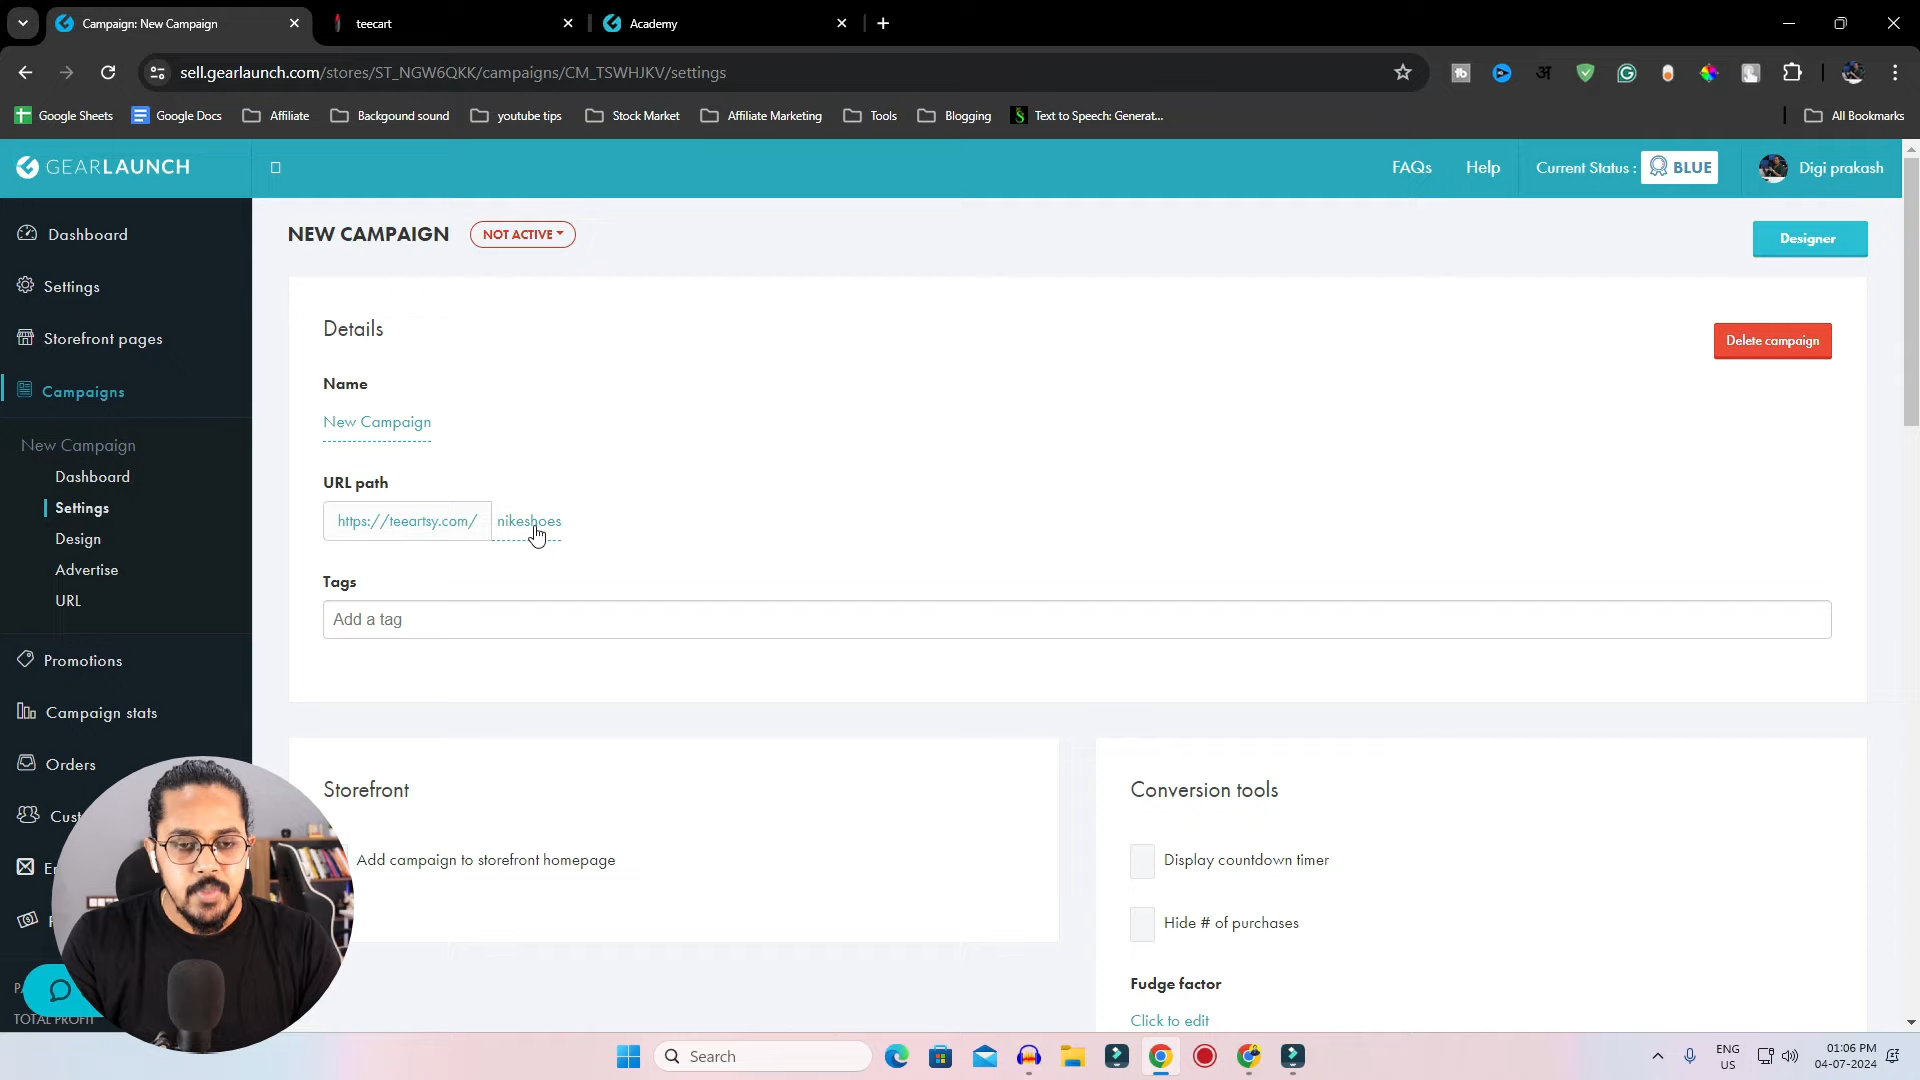 Campaign: New Campaign
teecart
Academy
sell.gearlaunch.com/stores/ST_NGW6QKK/campaigns/CM_TSWHJKV/settings
Google Sheets
Google Docs
Affiliate
Backgound sound
youtube tips
Stock Market
Affiliate Marketing
Tools
Blogging
Text to Speech: Generat...
All Bookmarks
GEARLAUNCH
FAQs
Help
Current Status :
BLUE
Digi prakash
Dashboard
Settings
Storefront pages
Campaigns
New Campaign
Dashboard
Settings
Design
Advertise
URL
Promotions
Campaign stats
Orders
NEW CAMPAIGN
NOT ACTIVE
Designer
Details
Delete campaign
Name
New Campaign
URL path
https://teeartsy.com/
nikeshoes
Tags
Add a tag
Storefront
Add campaign to storefront homepage
Conversion tools
Display countdown timer
Hide # of purchases
Fudge factor
Click to edit
TOTAL PROFIT
Search
ENG
US
01:06 PM
04-07-2024